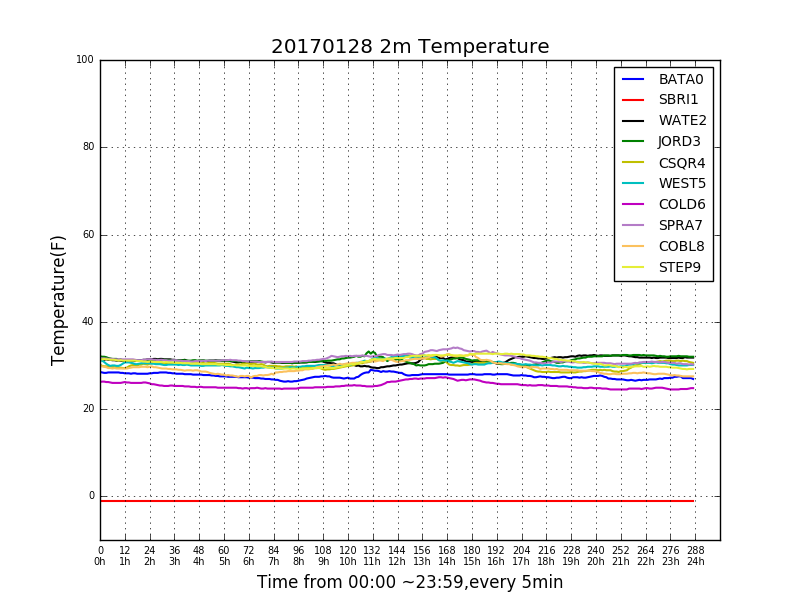 20170128 2m Temperature
100
80
60
40
20
0
Temperature(F)
BATA0
SBRI1
WATE2
JORD3
CSQR4
WEST5
COLD6
SPRA7
COBL8
STEP9
0 12 24 36 48 60 72 84 96 108 120 132 144 156 168 180 192 204 216 228 240 252 264 276 288
0h 1h 2h 3h 4h 5h 6h 7h 8h 9h 10h 11h 12h 13h 14h 15h 16h 17h 18h 19h 20h 21h 22h 23h 24h
Time from 00:00 ~23:59,every 5min